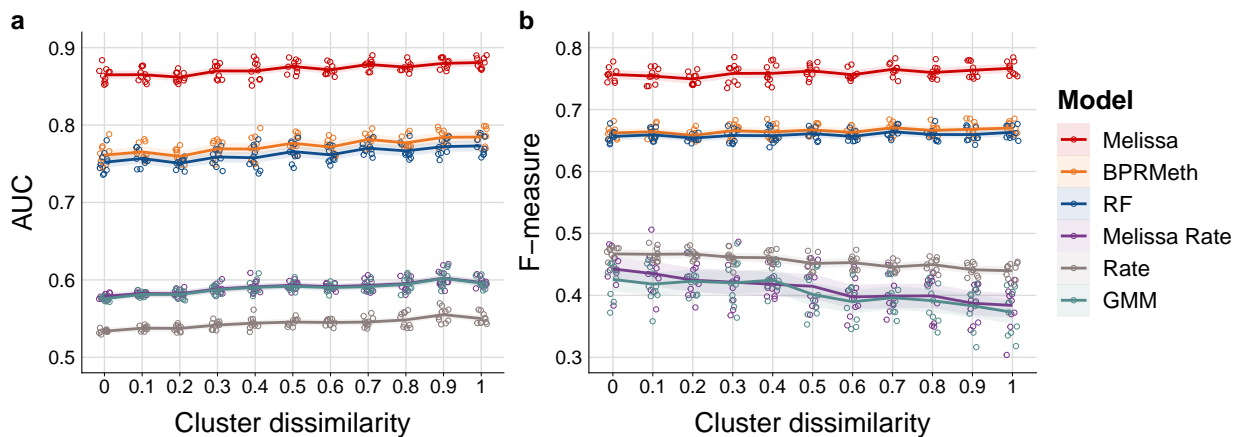 a
AUC
0.9
0.8
0.7
0.6
0.5
0 0.1 0.2 0.3 0.4 0.5 0.6 0.7 0.8 0.9 1
Cluster dissimilarity
b
F−measure
0.8
0.7
0.6
0.5
0.4
0.3
0 0.1 0.2 0.3 0.4 0.5 0.6 0.7 0.8 0.9 1
Cluster dissimilarity
Model
Melissa
BPRMeth
RF
Melissa Rate
Rate
GMM